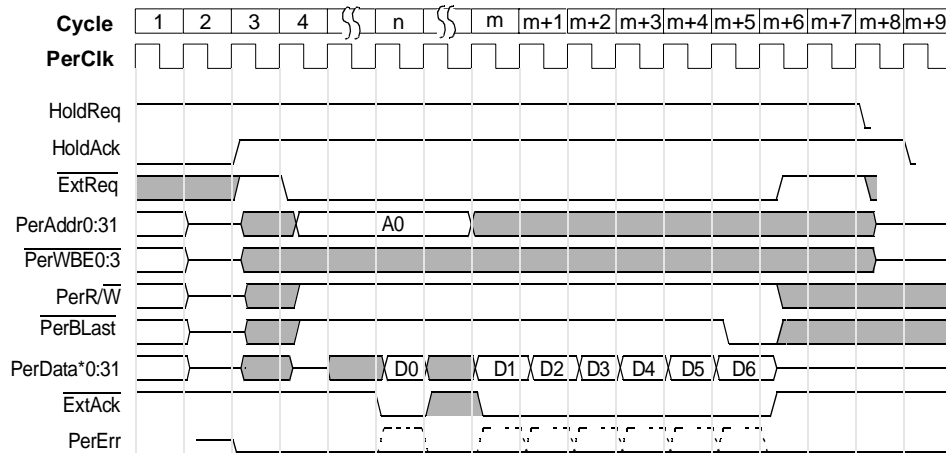 Cycle 1 2 3 4 n m m+1 m+2 m+3 m+4 m+5 m+6 m+7 m+8 m+9
PerClk
HoldReq
HoldAck
ExtReq
PerAddr0:31 A0
PerWBE0:3
PerR/W
PerBLast
PerData*0:31 D0 D1 D2 D3 D4 D5 D6
ExtAck
PerErr